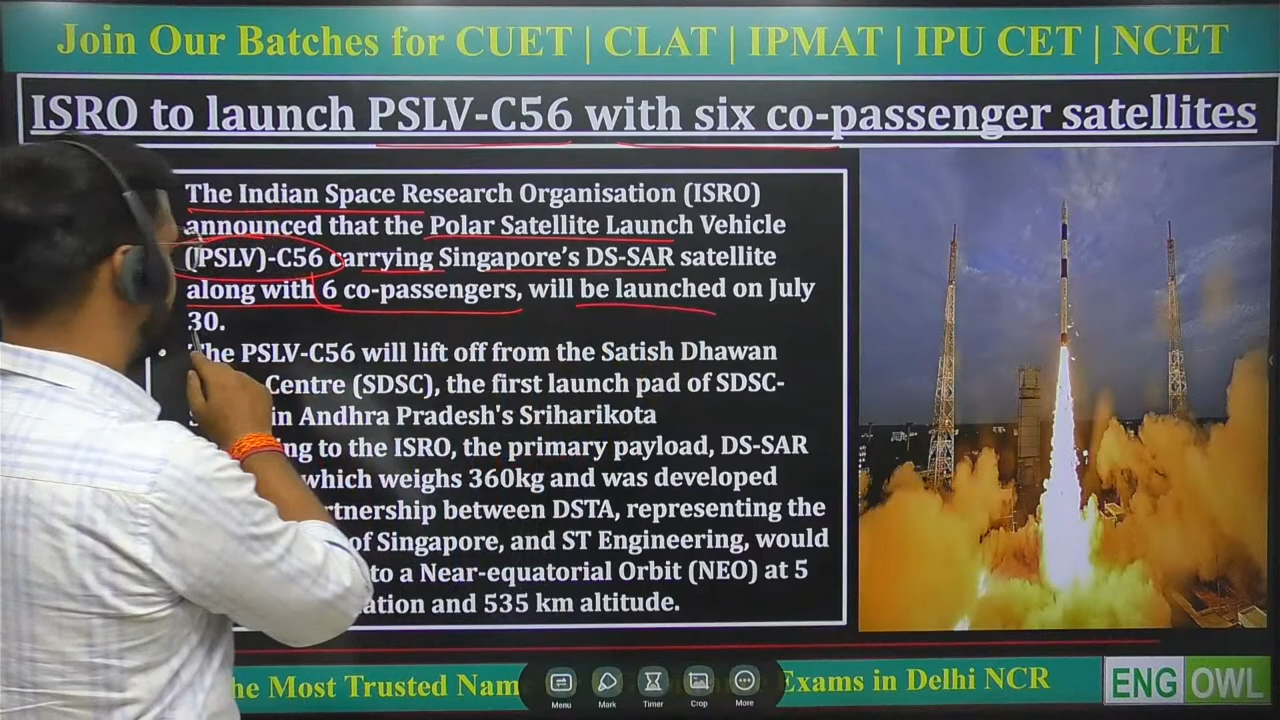 Join Our Batches for CUET | CLAT | IPMAT | IPU CET | NCET
ISRO to launch PSLV-C56 with six co-passenger satellites
The Indian Space Research Organisation (ISRO)
announced that the Polar Satellite Launch Vehicle
(PSLV)-C56 carrying Singapore's DS-SAR satellite
along with 6 co-passengers, will be launched on July
30.
The PSLV-C56 will lift off from the Satish Dhawan
Centre (SDSC), the first launch pad of SDSC-
in Andhra Pradesh's Sriharikota
to the ISRO, the primary payload, DS-SAR
which weighs 360kg and was developed
between DSTA, representing the
of Singapore, and ST Engineering, would
to a Near-equatorial Orbit (NEO) at 5
and 535 km altitude.
he Most Trusted Nam Exams in Delhi NCR
ENG OWL
Menu Mark Timer Crop More